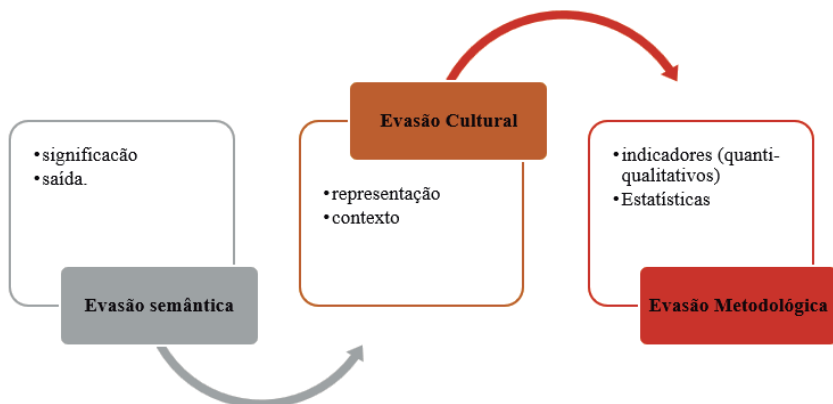 •significacão
•saída.
Evasão semântica
Evasão Cultural
•representação
•contexto
•indicadores (quanti-
qualitativos)
•Estatísticas
Evasão Metodológica